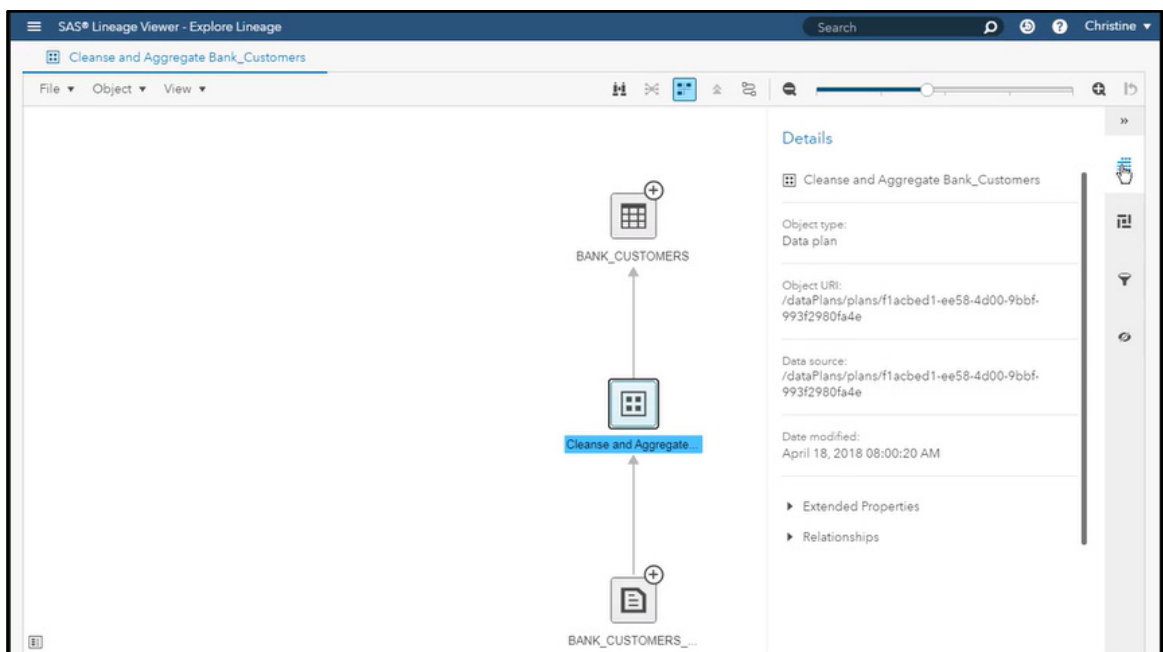 SAS® Lineage Viewer - Explore Lineage
Search
Christine
Cleanse and Aggregate Bank_Customers
File
Object
View
Details
Cleanse and Aggregate Bank_Customers
Object type:
Data plan
Object URI:
/dataPlans/plans/f1acbed1-ee58-4d00-9bbf-
993f2980fa4e
Data source:
/dataPlans/plans/f1acbed1-ee58-4d00-9bbf-
993f2980fa4e
Date modified:
April 18, 2018 08:00:20 AM
Extended Properties
Relationships
BANK_CUSTOMERS
Cleanse and Aggregate...
BANK_CUSTOMERS_...